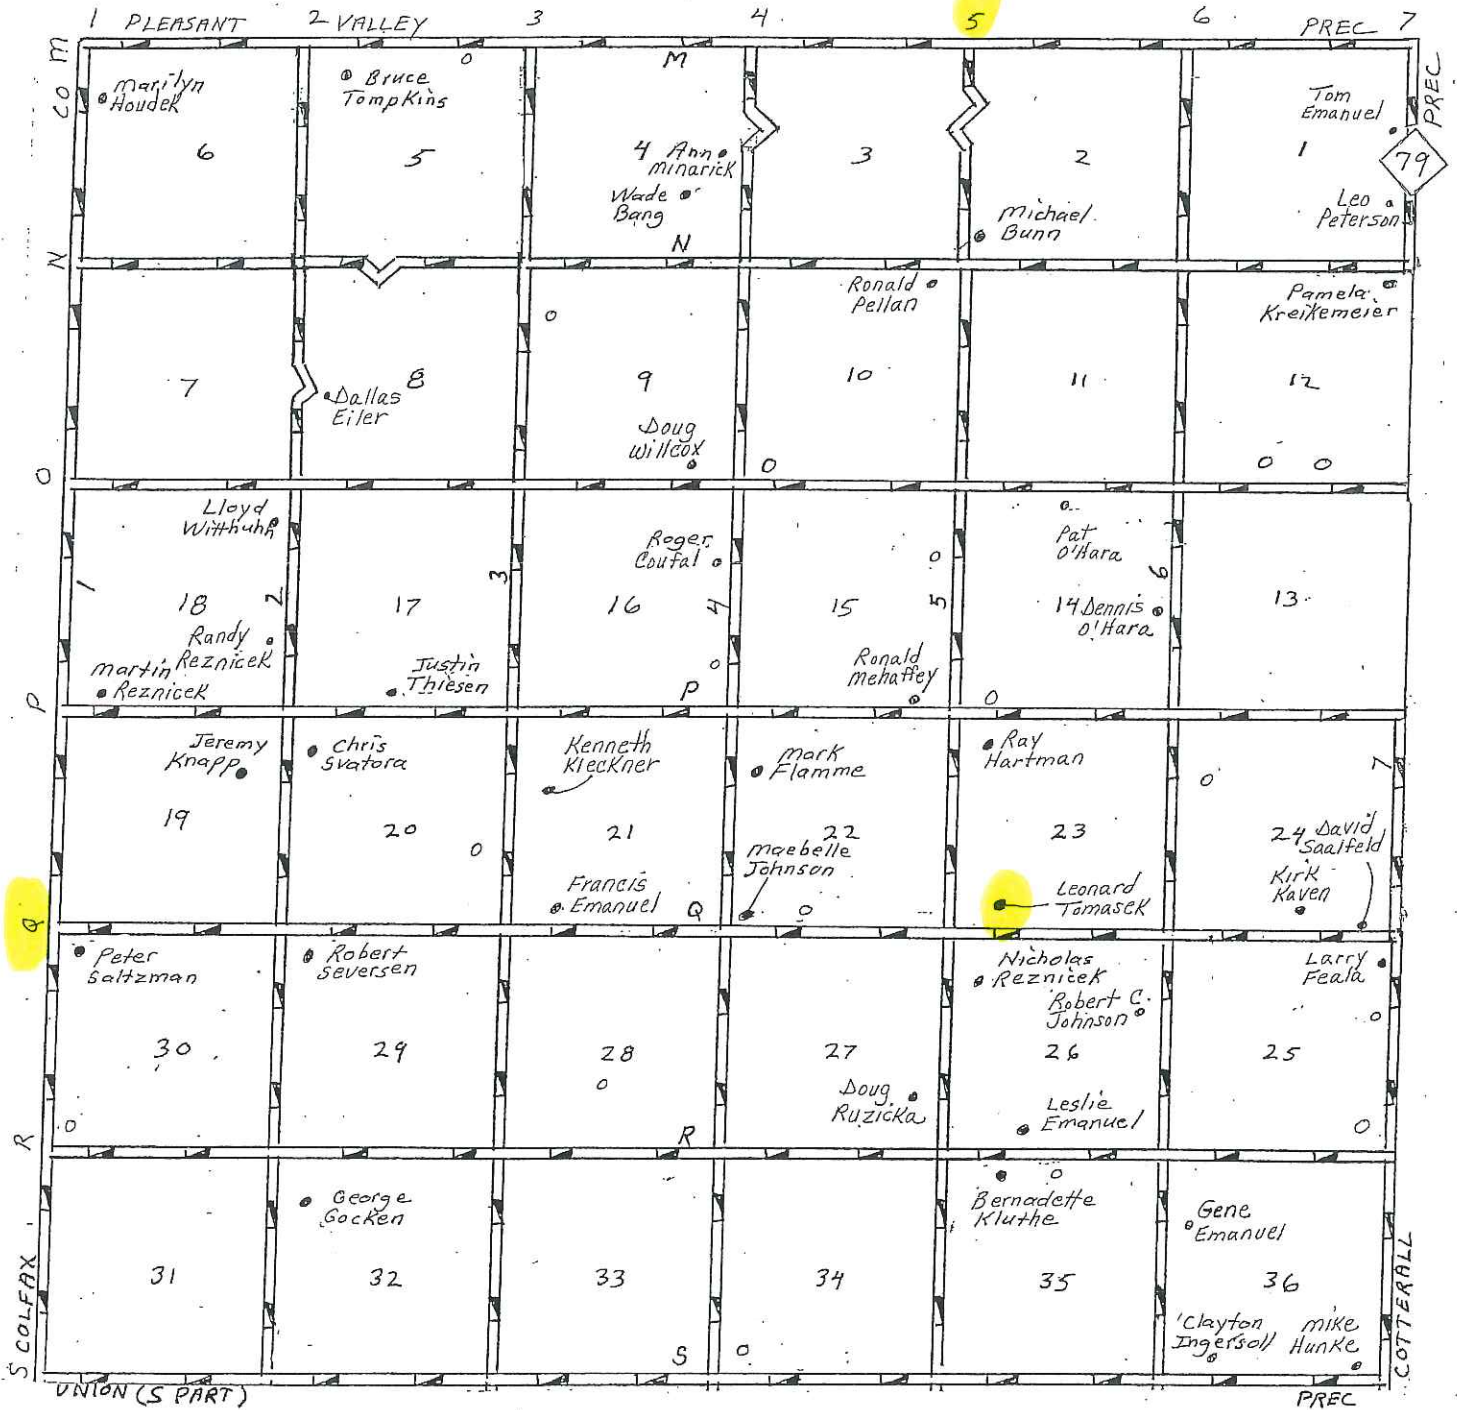 1 PLEASANT 2 VALLEY 3 4 5 6 PREC 7
CO M
M
PREC
79
Marilyn
Houdek
6
Bruce
Tompkins
5
4 Ann
Minarick
Wade
Bang
N
3
2
Michael
Bunn
Tom
Emanuel
1
Leo
Peterson
N
7
8
Dallas
Eiler
9
Doug
Willcox
Ronald
Pellan
10
11
Pamela
Kreikemeier
12
O
Lloyd
Witthuhn
1
18
2
Randy
Reznicek
Martin
Reznicek
17
3
Justin
Thiesen
Roger
Coufal
16
4
P
15
5
Ronald
Mehaffey
Pat
O'Hara
6
14 Dennis
O'Hara
13
P
Jeremy
Knapp
19
Chris
Svatora
20
Kenneth
Kleckner
21
Francis
Emanuel
Q
Mark
Flamme
22
Maebelle
Johnson
Ray
Hartman
23
Leonard
Tomasek
7
24 David
Saalfeld
Kirk
Kaven
Q
Peter
Saltzman
30
Robert
Seversen
29
28
R
27
Doug
Ruzicka
Nicholas
Reznicek
Robert C.
Johnson
26
Leslie
Emanuel
Larry
Feala
25
R
31
George
Gocken
32
33
S
34
Bernadette
Kluthe
35
Gene
Emanuel
36
Clayton
Ingersoll
Mike
Hunke
COTTERALL
S COLFAX
UNION (S PART)
PREC